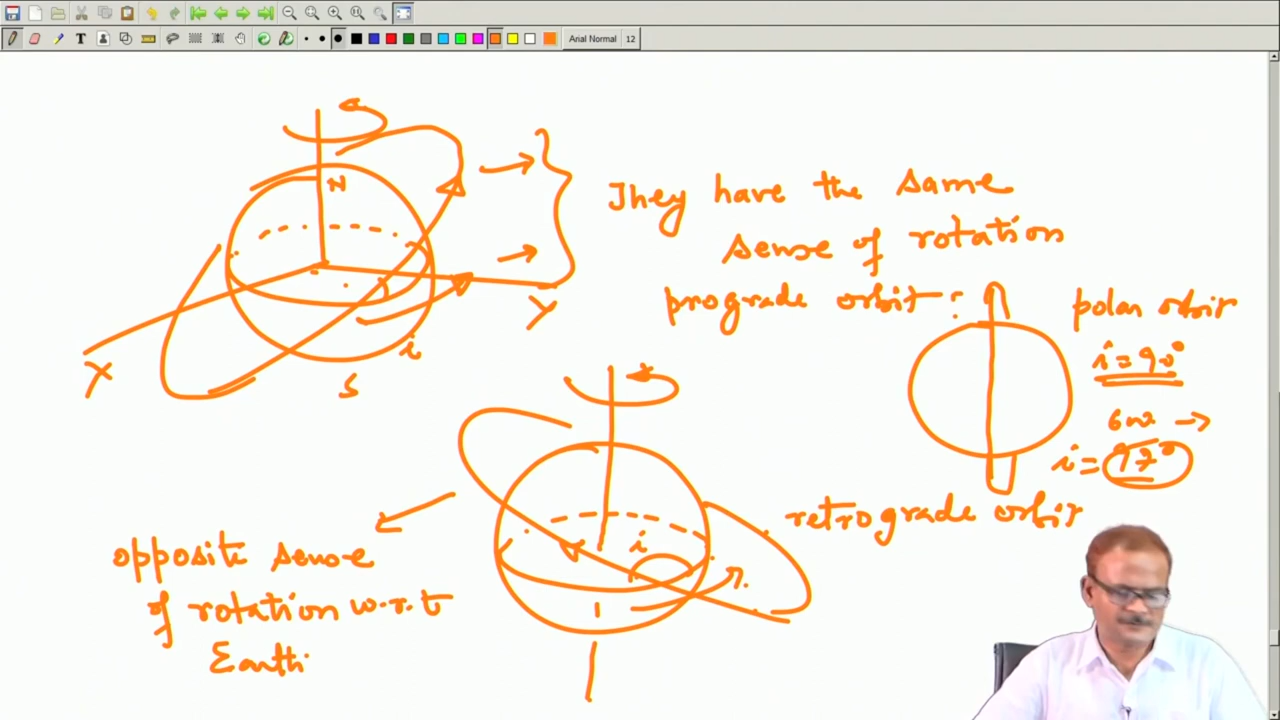 Arial Normal 12
N
They have the same
sense of rotation
prograde orbit:
X
Y
i
S
polar orbit
i = 90°
i = 97°
retrograde orbit
i
opposite sense
of rotation w.r.t
Earth